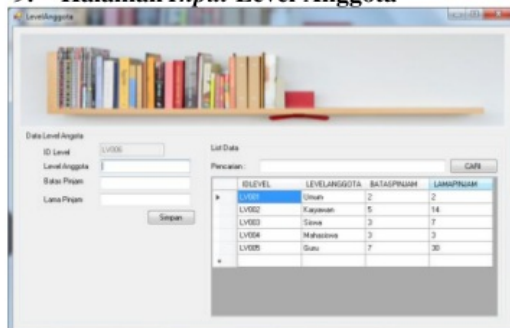 9. Halaman Input Level Anggota
LevelAnggota
Data Level Angota
ID Level LV006
Level Anggota
Batas Pinjam
Lama Pinjam
Simpan
List Data
Pencarian : CARI
IDLEVEL LEVELANGGOTA BATASPINJAM LAMAPINJAM
LV001 Umum 2 2
LV002 Karyawan 5 14
LV003 Siswa 3 7
LV004 Mahasiswa 3 3
LV005 Guru 7 30